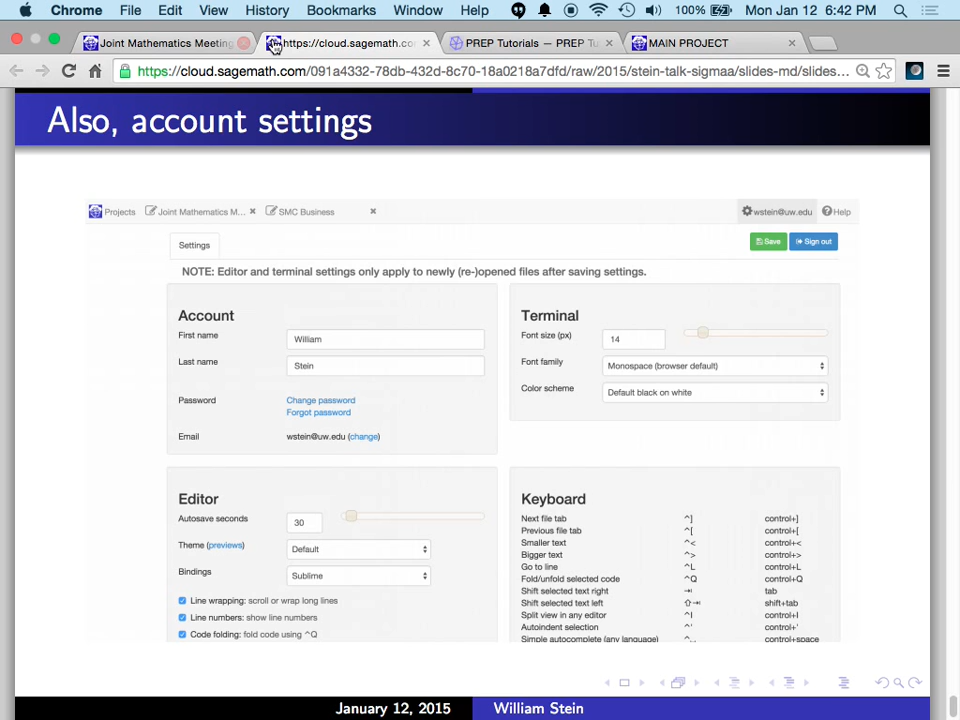 Chrome File Edit View History Bookmarks Window Help 100% Mon Jan 12 6:42 PM
Joint Mathematics Meeting https://cloud.sagemath.co PREP Tutorials — PREP Tu MAIN PROJECT
https://cloud.sagemath.com/091a4332-78db-432d-8c70-18a0218a7dfd/raw/2015/stein-talk-sigmaa/slides-md/slides...
Also, account settings
Projects Joint Mathematics M... SMC Business wstein@uw.edu Help
Settings Save Sign out
NOTE: Editor and terminal settings only apply to newly (re-)opened files after saving settings.
Account
First name William
Last name Stein
Password Change password
Forgot password
Email wstein@uw.edu (change)
Terminal
Font size (px) 14
Font family Monospace (browser default)
Color scheme Default black on white
Editor
Autosave seconds 30
Theme (previews) Default
Bindings Sublime
Line wrapping: scroll or wrap long lines
Line numbers: show line numbers
Code folding: fold code using ^Q
Keyboard
Next file tab ^] control+]
Previous file tab ^[ control+[
Smaller text ^< control+<
Bigger text ^> control+>
Go to line ^L control+L
Fold/unfold selected code ^Q control+Q
Shift selected text right ⇥ tab
Shift selected text left ⇧⇥ shift+tab
Split view in any editor ^I control+I
Autoindent selection ^' control+'
Simple autocomplete (any language) ^␣ control+space
January 12, 2015 William Stein